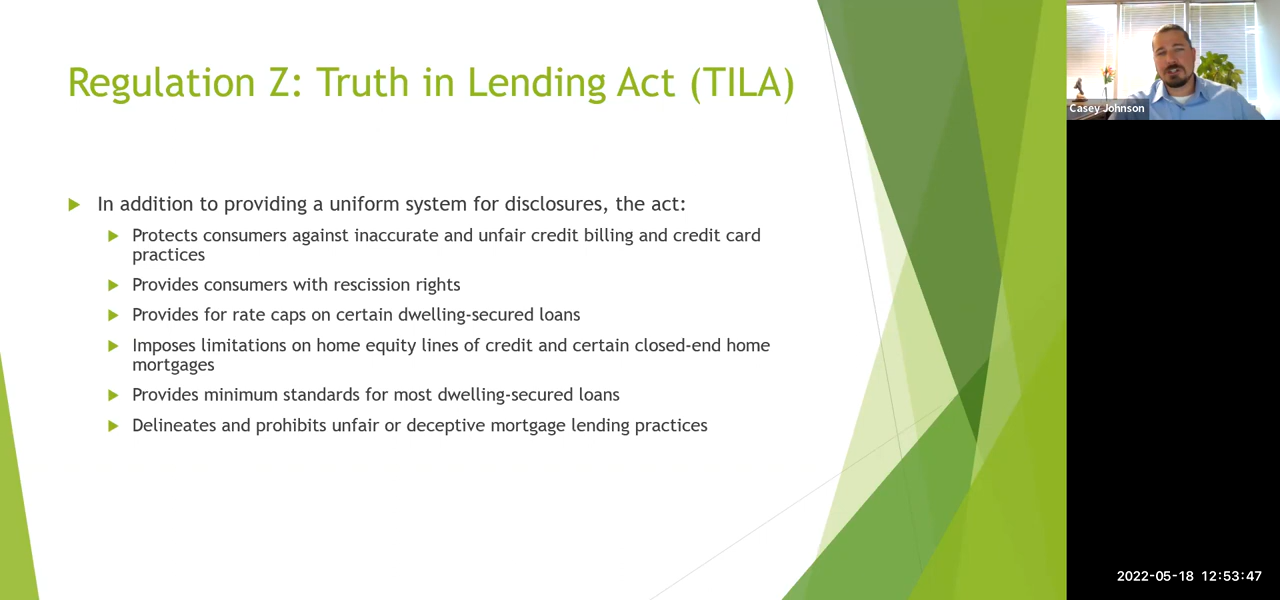 Regulation Z: Truth in Lending Act (TILA)
In addition to providing a uniform system for disclosures, the act:
Protects consumers against inaccurate and unfair credit billing and credit card
practices
Provides consumers with rescission rights
Provides for rate caps on certain dwelling-secured loans
Imposes limitations on home equity lines of credit and certain closed-end home
mortgages
Provides minimum standards for most dwelling-secured loans
Delineates and prohibits unfair or deceptive mortgage lending practices
Casey Johnson
2022-05-18 12:53:47